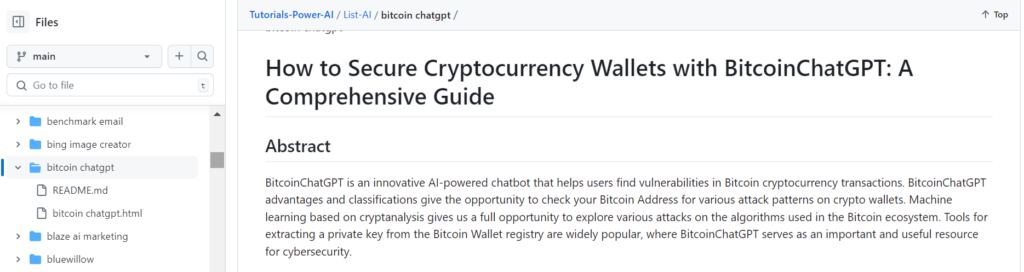 Files
main
Go to file
t
benchmark email
bing image creator
bitcoin chatgpt
README.md
bitcoin chatgpt.html
blaze ai marketing
bluewillow
Tutorials-Power-AI / List-AI / bitcoin chatgpt /
Top
bitcoin chatgpt
How to Secure Cryptocurrency Wallets with BitcoinChatGPT: A
Comprehensive Guide
Abstract
BitcoinChatGPT is an innovative AI-powered chatbot that helps users find vulnerabilities in Bitcoin cryptocurrency transactions. BitcoinChatGPT
advantages and classifications give the opportunity to check your Bitcoin Address for various attack patterns on crypto wallets. Machine
learning based on cryptanalysis gives us a full opportunity to explore various attacks on the algorithms used in the Bitcoin ecosystem. Tools for
extracting a private key from the Bitcoin Wallet registry are widely popular, where BitcoinChatGPT serves as an important and useful resource
for cybersecurity.